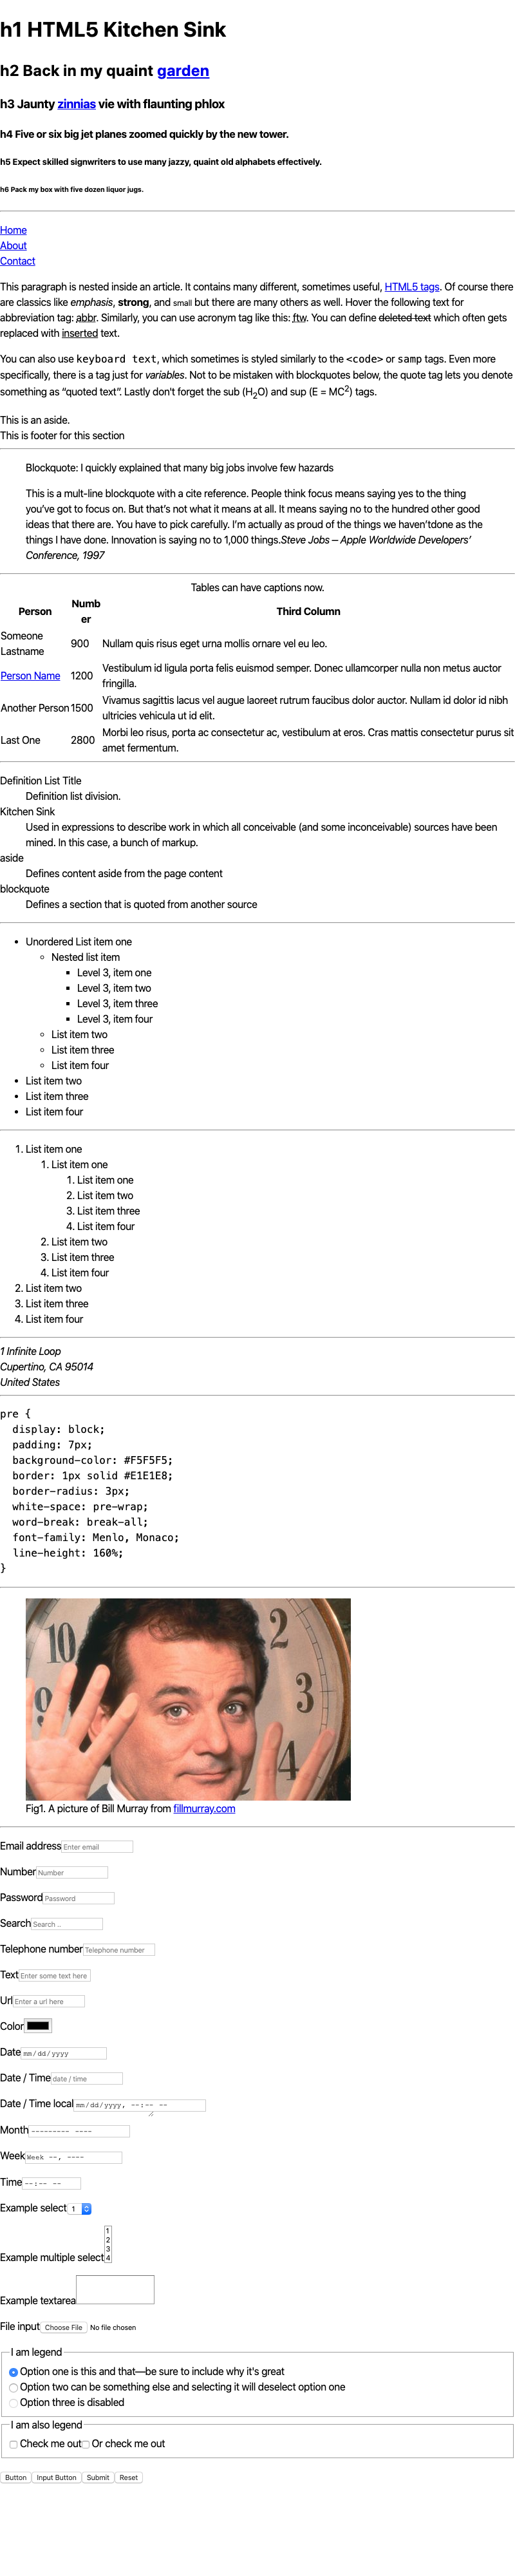 h1 HTML5 Kitchen Sink
h2 Back in my quaint garden
h3 Jaunty zinnias vie with flaunting phlox
h4 Five or six big jet planes zoomed quickly by the new tower.
h5 Expect skilled signwriters to use many jazzy, quaint old alphabets effectively.
h6 Pack my box with five dozen liquor jugs.
Home
About
Contact
This paragraph is nested inside an article. It contains many different, sometimes useful, HTML5 tags. Of course there
are classics like emphasis, strong, and small but there are many others as well. Hover the following text for
abbreviation tag: abbr. Similarly, you can use acronym tag like this: ftw. You can define deleted text which often gets
replaced with inserted text.
You can also use keyboard text, which sometimes is styled similarly to the <code> or samp tags. Even more
specifically, there is a tag just for variables. Not to be mistaken with blockquotes below, the quote tag lets you denote
something as “quoted text”. Lastly don't forget the sub (H2O) and sup (E = MC2) tags.
This is an aside.
This is footer for this section
Blockquote: I quickly explained that many big jobs involve few hazards
This is a mult-line blockquote with a cite reference. People think focus means saying yes to the thing
you’ve got to focus on. But that’s not what it means at all. It means saying no to the hundred other good
ideas that there are. You have to pick carefully. I’m actually as proud of the things we haven’tdone as the
things I have done. Innovation is saying no to 1,000 things.Steve Jobs – Apple Worldwide Developers’
Conference, 1997
Tables can have captions now.
Person Numb Third Column
er
Someone
Lastname 900 Nullam quis risus eget urna mollis ornare vel eu leo.
Person Name 1200 Vestibulum id ligula porta felis euismod semper. Donec ullamcorper nulla non metus auctor
fringilla.
Another Person 1500 Vivamus sagittis lacus vel augue laoreet rutrum faucibus dolor auctor. Nullam id dolor id nibh
ultricies vehicula ut id elit.
Last One 2800 Morbi leo risus, porta ac consectetur ac, vestibulum at eros. Cras mattis consectetur purus sit
amet fermentum.
Definition List Title
Definition list division.
Kitchen Sink
Used in expressions to describe work in which all conceivable (and some inconceivable) sources have been
mined. In this case, a bunch of markup.
aside
Defines content aside from the page content
blockquote
Defines a section that is quoted from another source
Unordered List item one
Nested list item
Level 3, item one
Level 3, item two
Level 3, item three
Level 3, item four
List item two
List item three
List item four
List item two
List item three
List item four
1. List item one
1. List item one
1. List item one
2. List item two
3. List item three
4. List item four
2. List item two
3. List item three
4. List item four
2. List item two
3. List item three
4. List item four
1 Infinite Loop
Cupertino, CA 95014
United States
pre {
  display: block;
  padding: 7px;
  background-color: #F5F5F5;
  border: 1px solid #E1E1E8;
  border-radius: 3px;
  white-space: pre-wrap;
  word-break: break-all;
  font-family: Menlo, Monaco;
  line-height: 160%;
}
10 2 3 4
Fig1. A picture of Bill Murray from fillmurray.com
Email address Enter email
Number Number
Password Password
Search Search ..
Telephone number Telephone number
Text Enter some text here
Url Enter a url here
Color
Date mm/dd/yyyy
Date / Time date / time
Date / Time local mm/dd/yyyy, --:-- --
Month --------- ----
Week Week --, ----
Time --:-- --
Example select 1
1
2
3
Example multiple select 4
Example textarea
File input Choose File No file chosen
I am legend
Option one is this and that—be sure to include why it's great
Option two can be something else and selecting it will deselect option one
Option three is disabled
I am also legend
Check me out Or check me out
Button Input Button Submit Reset